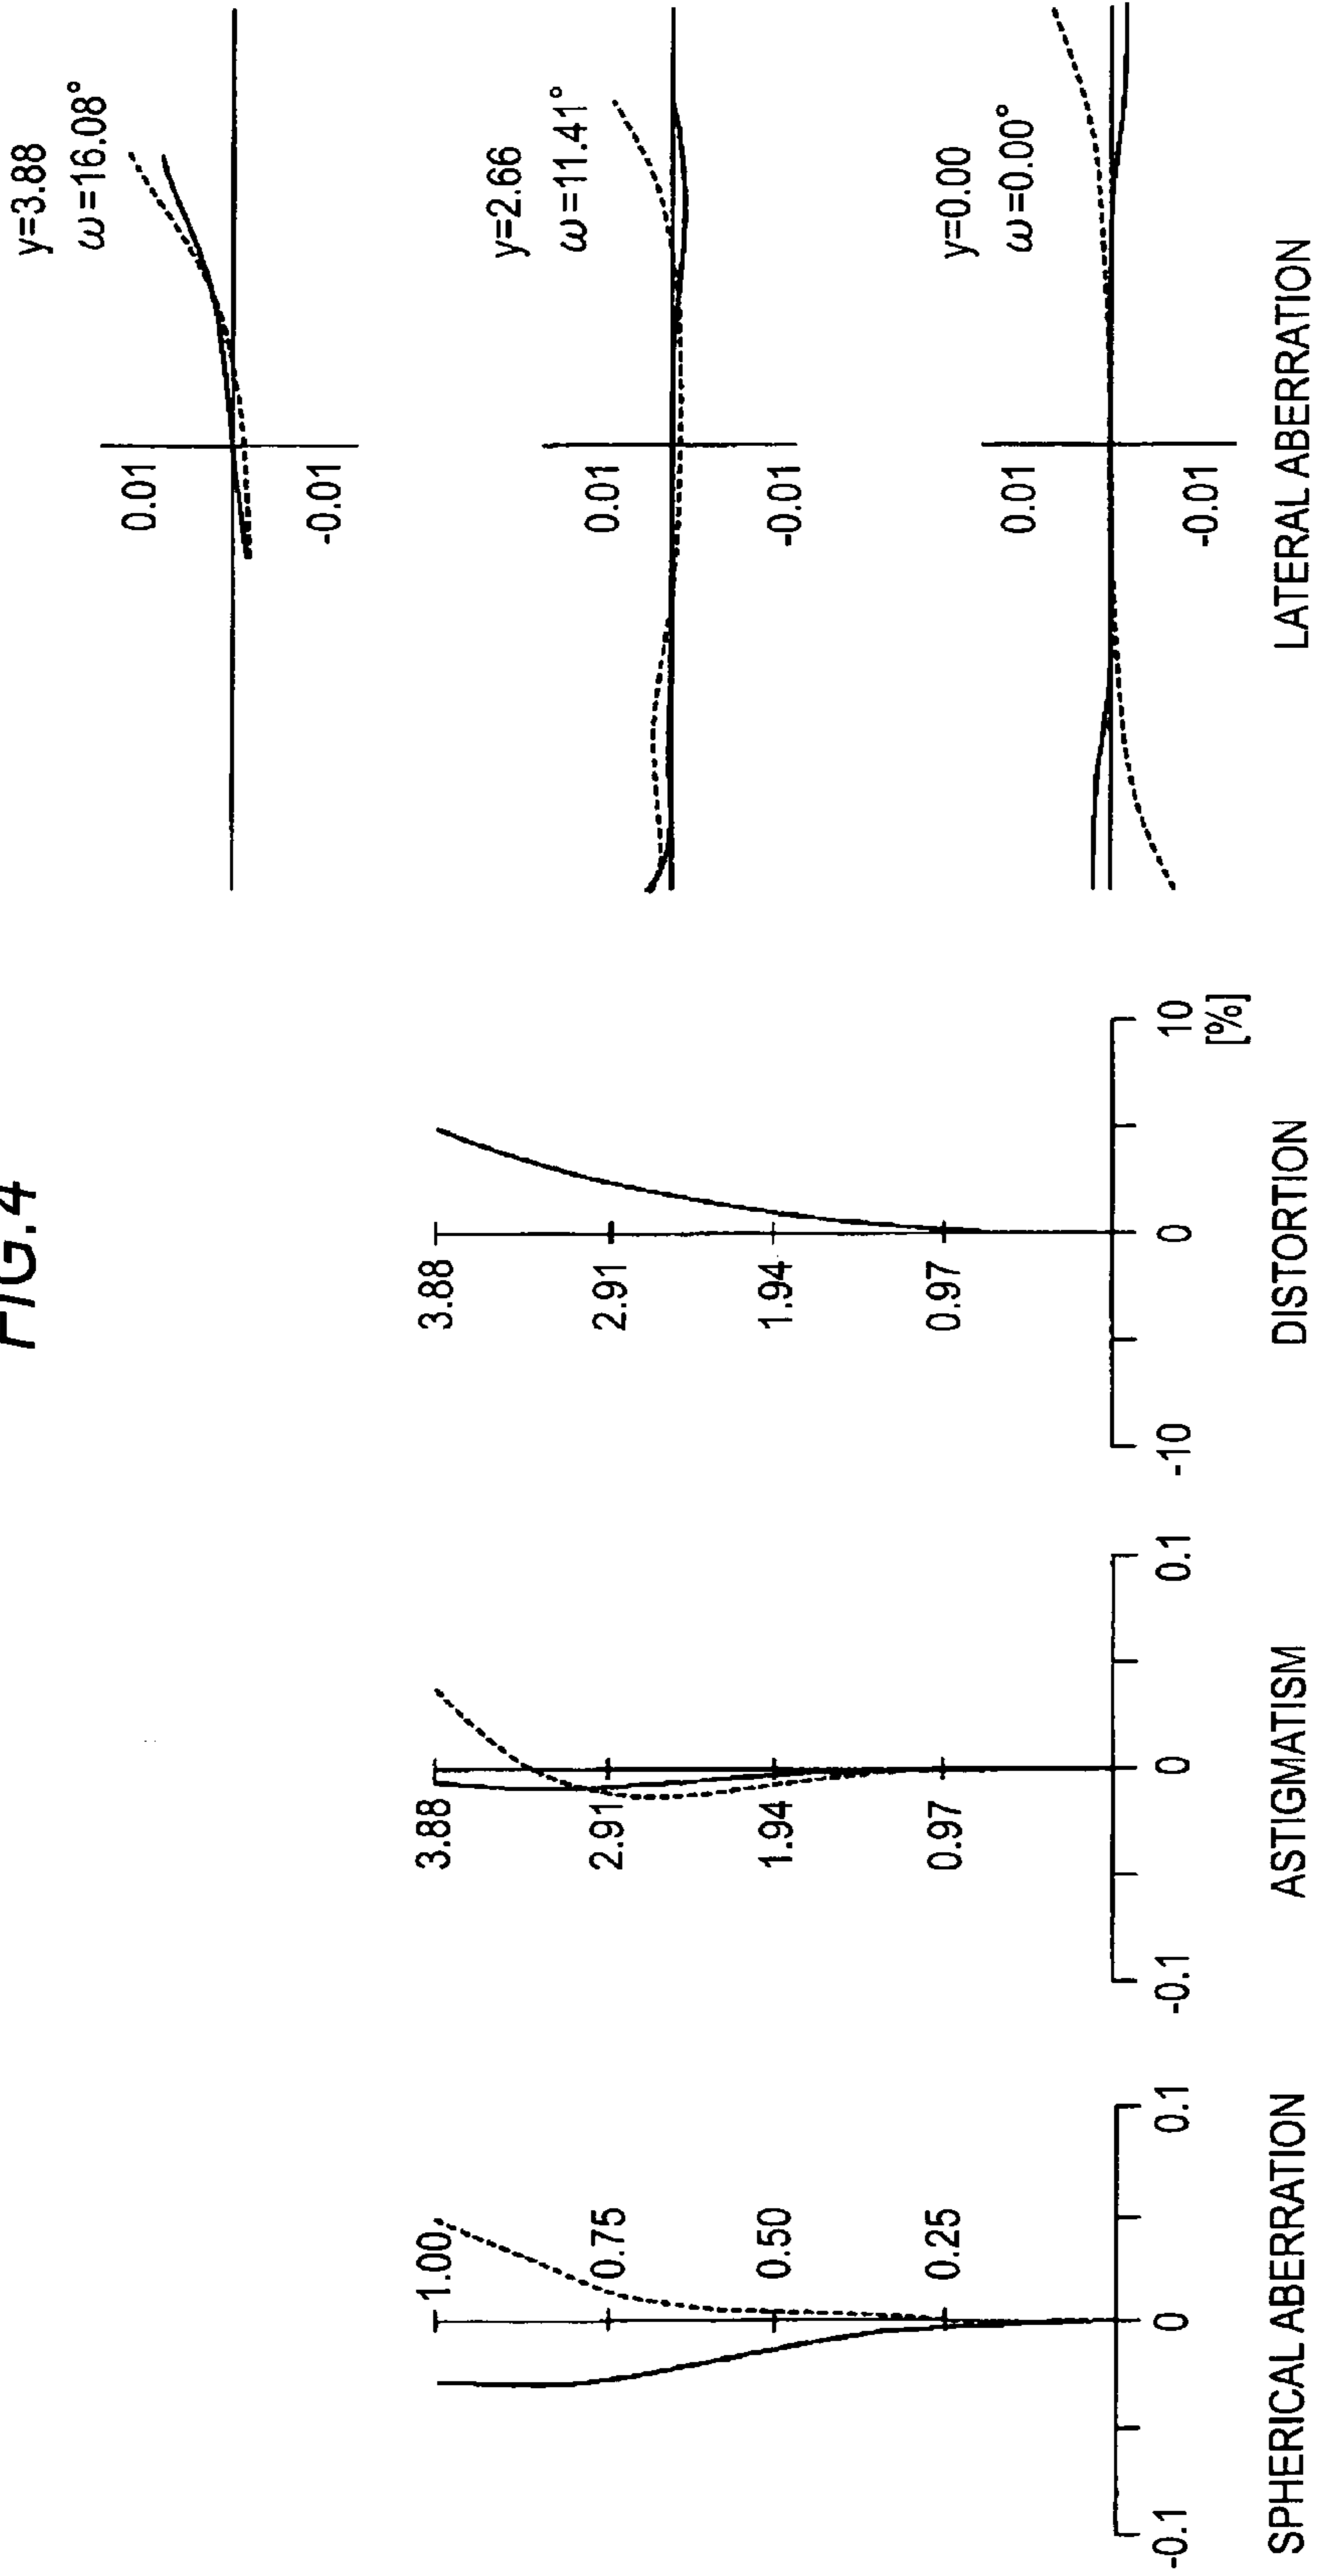 FIG.4
SPHERICAL ABERRATION
1.00
0.75
0.50
0.25
-0.1
0
0.1
ASTIGMATISM
3.88
2.91
1.94
0.97
-0.1
0
0.1
DISTORTION
3.88
2.91
1.94
0.97
-10
0
10
[%]
LATERAL ABERRATION
y=3.88
ω=16.08°
0.01
-0.01
y=2.66
ω=11.41°
0.01
-0.01
y=0.00
ω=0.00°
0.01
-0.01